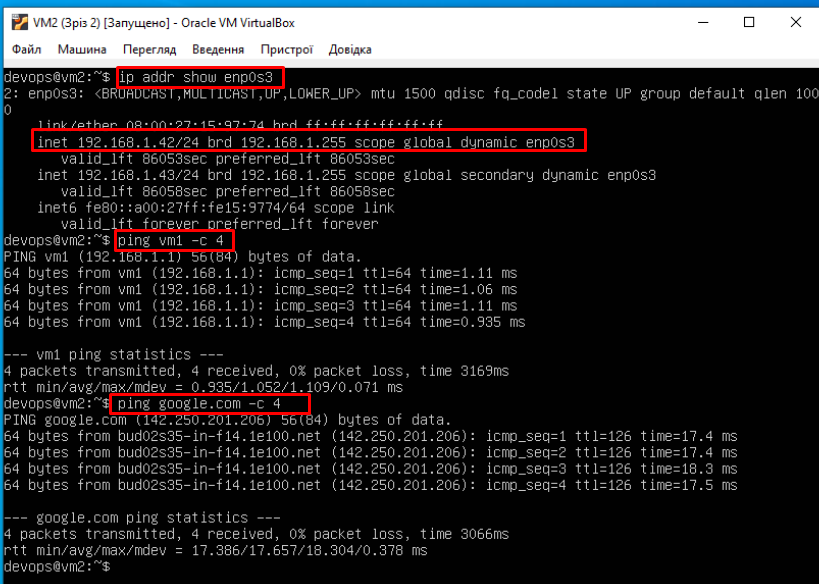 VM2 (Зріз 2) [Запущено] - Oracle VM VirtualBox
Файл Машина Перегляд Введення Пристрої Довідка
devops@vm2:~$ ip addr show enp0s3
2: enp0s3: <BROADCAST,MULTICAST,UP,LOWER_UP> mtu 1500 qdisc fq_codel state UP group default qlen 100
0
link/ether 08:00:27:15:97:74 brd ff:ff:ff:ff:ff:ff
inet 192.168.1.42/24 brd 192.168.1.255 scope global dynamic enp0s3
valid_lft 86053sec preferred_lft 86053sec
inet 192.168.1.43/24 brd 192.168.1.255 scope global secondary dynamic enp0s3
valid_lft 86058sec preferred_lft 86058sec
inet6 fe80::a00:27ff:fe15:9774/64 scope link
valid_lft forever preferred_lft forever
devops@vm2:~$ ping vm1 -c 4
PING vm1 (192.168.1.1) 56(84) bytes of data.
64 bytes from vm1 (192.168.1.1): icmp_seq=1 ttl=64 time=1.11 ms
64 bytes from vm1 (192.168.1.1): icmp_seq=2 ttl=64 time=1.06 ms
64 bytes from vm1 (192.168.1.1): icmp_seq=3 ttl=64 time=1.11 ms
64 bytes from vm1 (192.168.1.1): icmp_seq=4 ttl=64 time=0.935 ms
--- vm1 ping statistics ---
4 packets transmitted, 4 received, 0% packet loss, time 3169ms
rtt min/avg/max/mdev = 0.935/1.052/1.109/0.071 ms
devops@vm2:~$ ping google.com -c 4
PING google.com (142.250.201.206) 56(84) bytes of data.
64 bytes from bud02s35-in-f14.1e100.net (142.250.201.206): icmp_seq=1 ttl=126 time=17.4 ms
64 bytes from bud02s35-in-f14.1e100.net (142.250.201.206): icmp_seq=2 ttl=126 time=17.4 ms
64 bytes from bud02s35-in-f14.1e100.net (142.250.201.206): icmp_seq=3 ttl=126 time=18.3 ms
64 bytes from bud02s35-in-f14.1e100.net (142.250.201.206): icmp_seq=4 ttl=126 time=17.5 ms
--- google.com ping statistics ---
4 packets transmitted, 4 received, 0% packet loss, time 3066ms
rtt min/avg/max/mdev = 17.386/17.657/18.304/0.378 ms
devops@vm2:~$